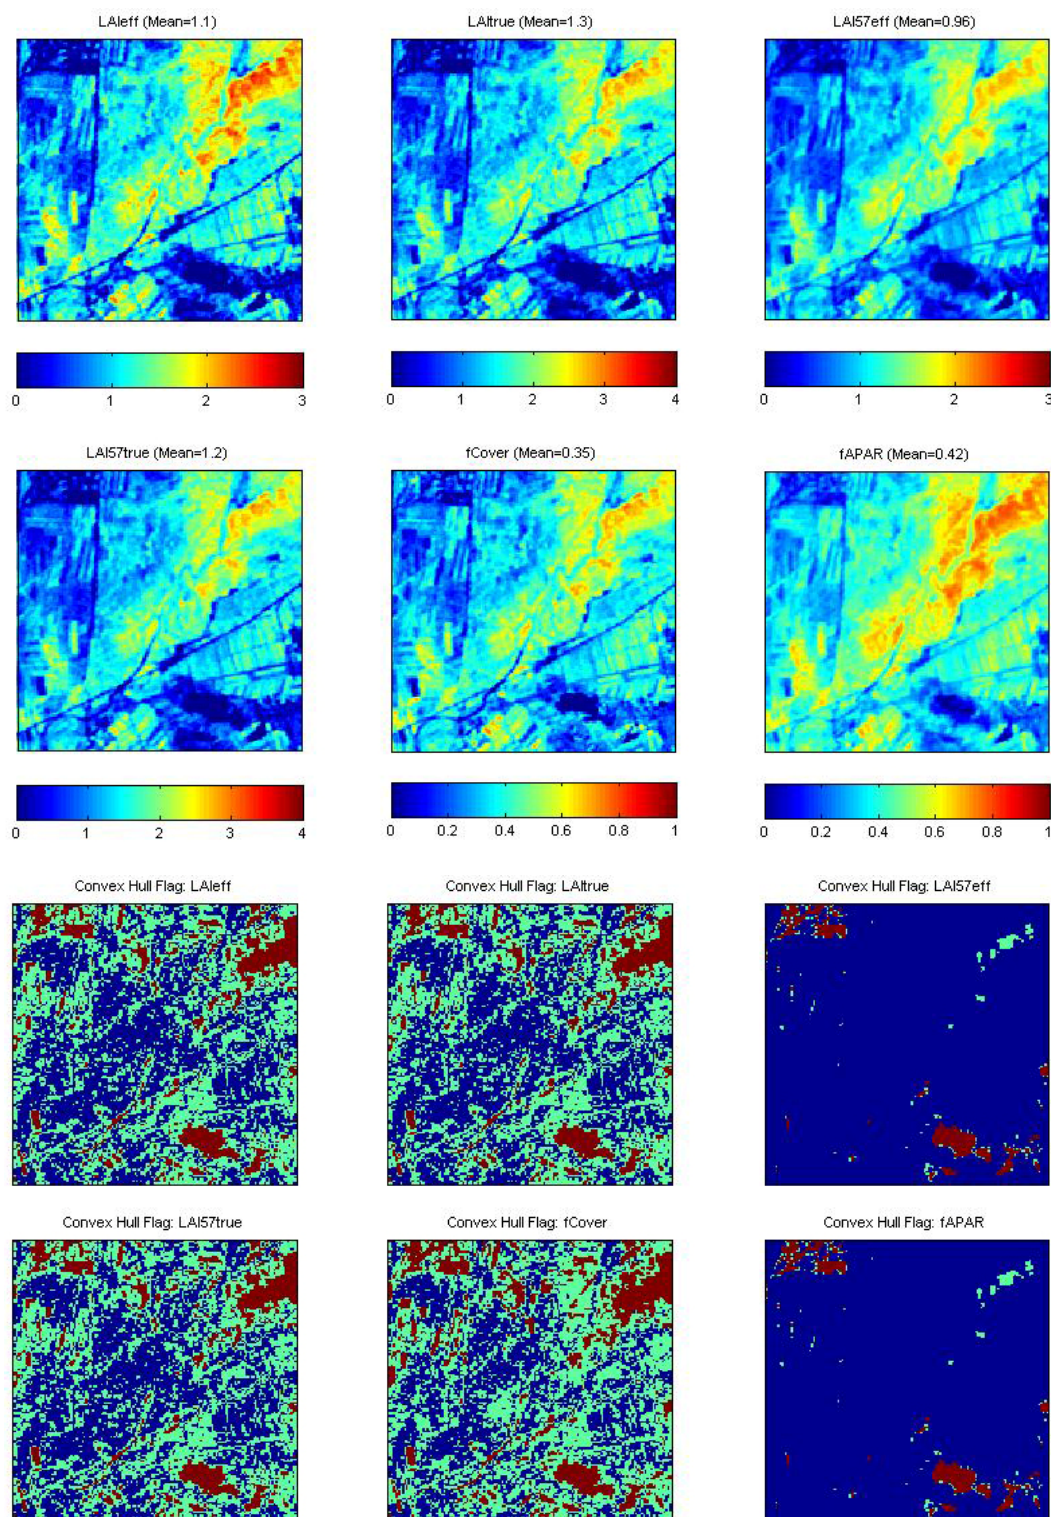 LAIeff (Mean=1.1)
LAItrue (Mean=1.3)
LAI57eff (Mean=0.96)
0 1 2 3
0 1 2 3 4
0 1 2 3
LAI57true (Mean=1.2)
fCover (Mean=0.35)
fAPAR (Mean=0.42)
0 1 2 3 4
0 0.2 0.4 0.6 0.8 1
0 0.2 0.4 0.6 0.8 1
Convex Hull Flag: LAIeff
Convex Hull Flag: LAItrue
Convex Hull Flag: LAI57eff
Convex Hull Flag: LAI57true
Convex Hull Flag: fCover
Convex Hull Flag: fAPAR